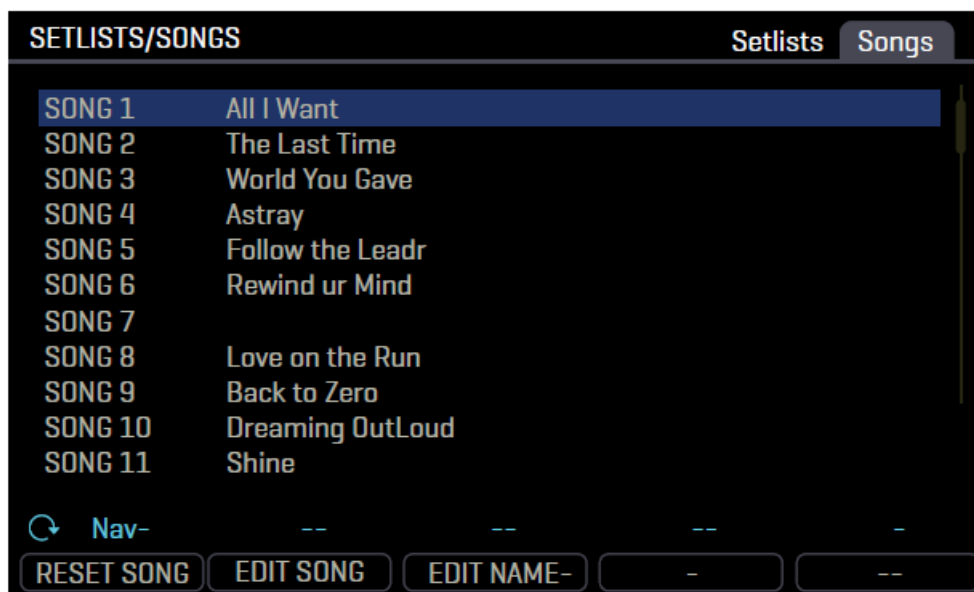 SETLISTS/SONGS Setlists Songs
SONG 1 All I Want
SONG 2 The Last Time
SONG 3 World You Gave
SONG 4 Astray
SONG 5 Follow the Leadr
SONG 6 Rewind ur Mind
SONG 7
SONG 8 Love on the Run
SONG 9 Back to Zero
SONG 10 Dreaming OutLoud
SONG 11 Shine
Nav- -- -- -- -
RESET SONG EDIT SONG EDIT NAME- - --